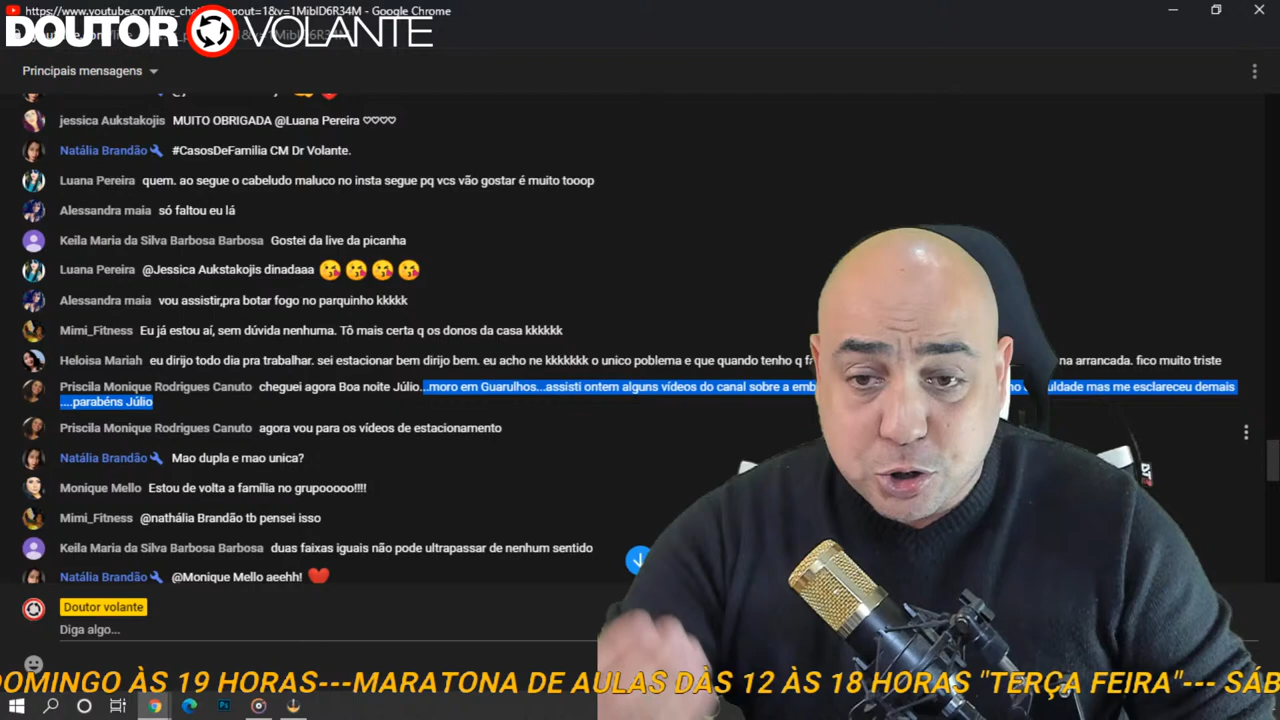 https://www.youtube.com/live_cha
opout=1&v=1MibID6R34M - Google Chrome
DOUTOR VOLANTE
Principais mensagens
jessica Aukstakojis MUITO OBRIGADA @Luana Pereira ♡♡♡♡
Natália Brandão #CasosDeFamilia CM Dr Volante.
Luana Pereira quem. ao segue o cabeludo maluco no insta segue pq vcs vão gostar é muito tooop
Alessandra maia só faltou eu lá
Keila Maria da Silva Barbosa Barbosa Gostei da live da picanha
Luana Pereira @Jessica Aukstakojis dinadaaa 😘 😘 😘 😘
Alessandra maia vou assistir,pra botar fogo no parquinho kkkkk
Mimi_Fitness Eu já estou aí, sem dúvida nenhuma. Tô mais certa q os donos da casa kkkkkk
Heloisa Mariah eu dirijo todo dia pra trabalhar. sei estacionar bem dirijo bem. eu acho ne kkkkkkk o unico poblema e que quando tenho q na arrancada. fico muito triste
Priscila Monique Rodrigues Canuto cheguei agora Boa noite Júlio...moro em Guarulhos...assisti ontem alguns vídeos do canal sobre a mas me esclareceu demais
....parabéns Júlio
Priscila Monique Rodrigues Canuto agora vou para os vídeos de estacionamento
Natália Brandão Mao dupla e mao unica?
Monique Mello Estou de volta a família no grupooooo!!!!
Mimi_Fitness @nathália Brandão tb pensei isso
Keila Maria da Silva Barbosa Barbosa duas faixas iguais não pode ultrapassar de nenhum sentido
Natália Brandão @Monique Mello aeehh! ❤
Doutor volante
Diga algo...
DOMINGO ÀS 19 HORAS---MARATONA DE AULAS DÀS 12 ÀS 18 HORAS "TERÇA FEIRA"--- SÁB